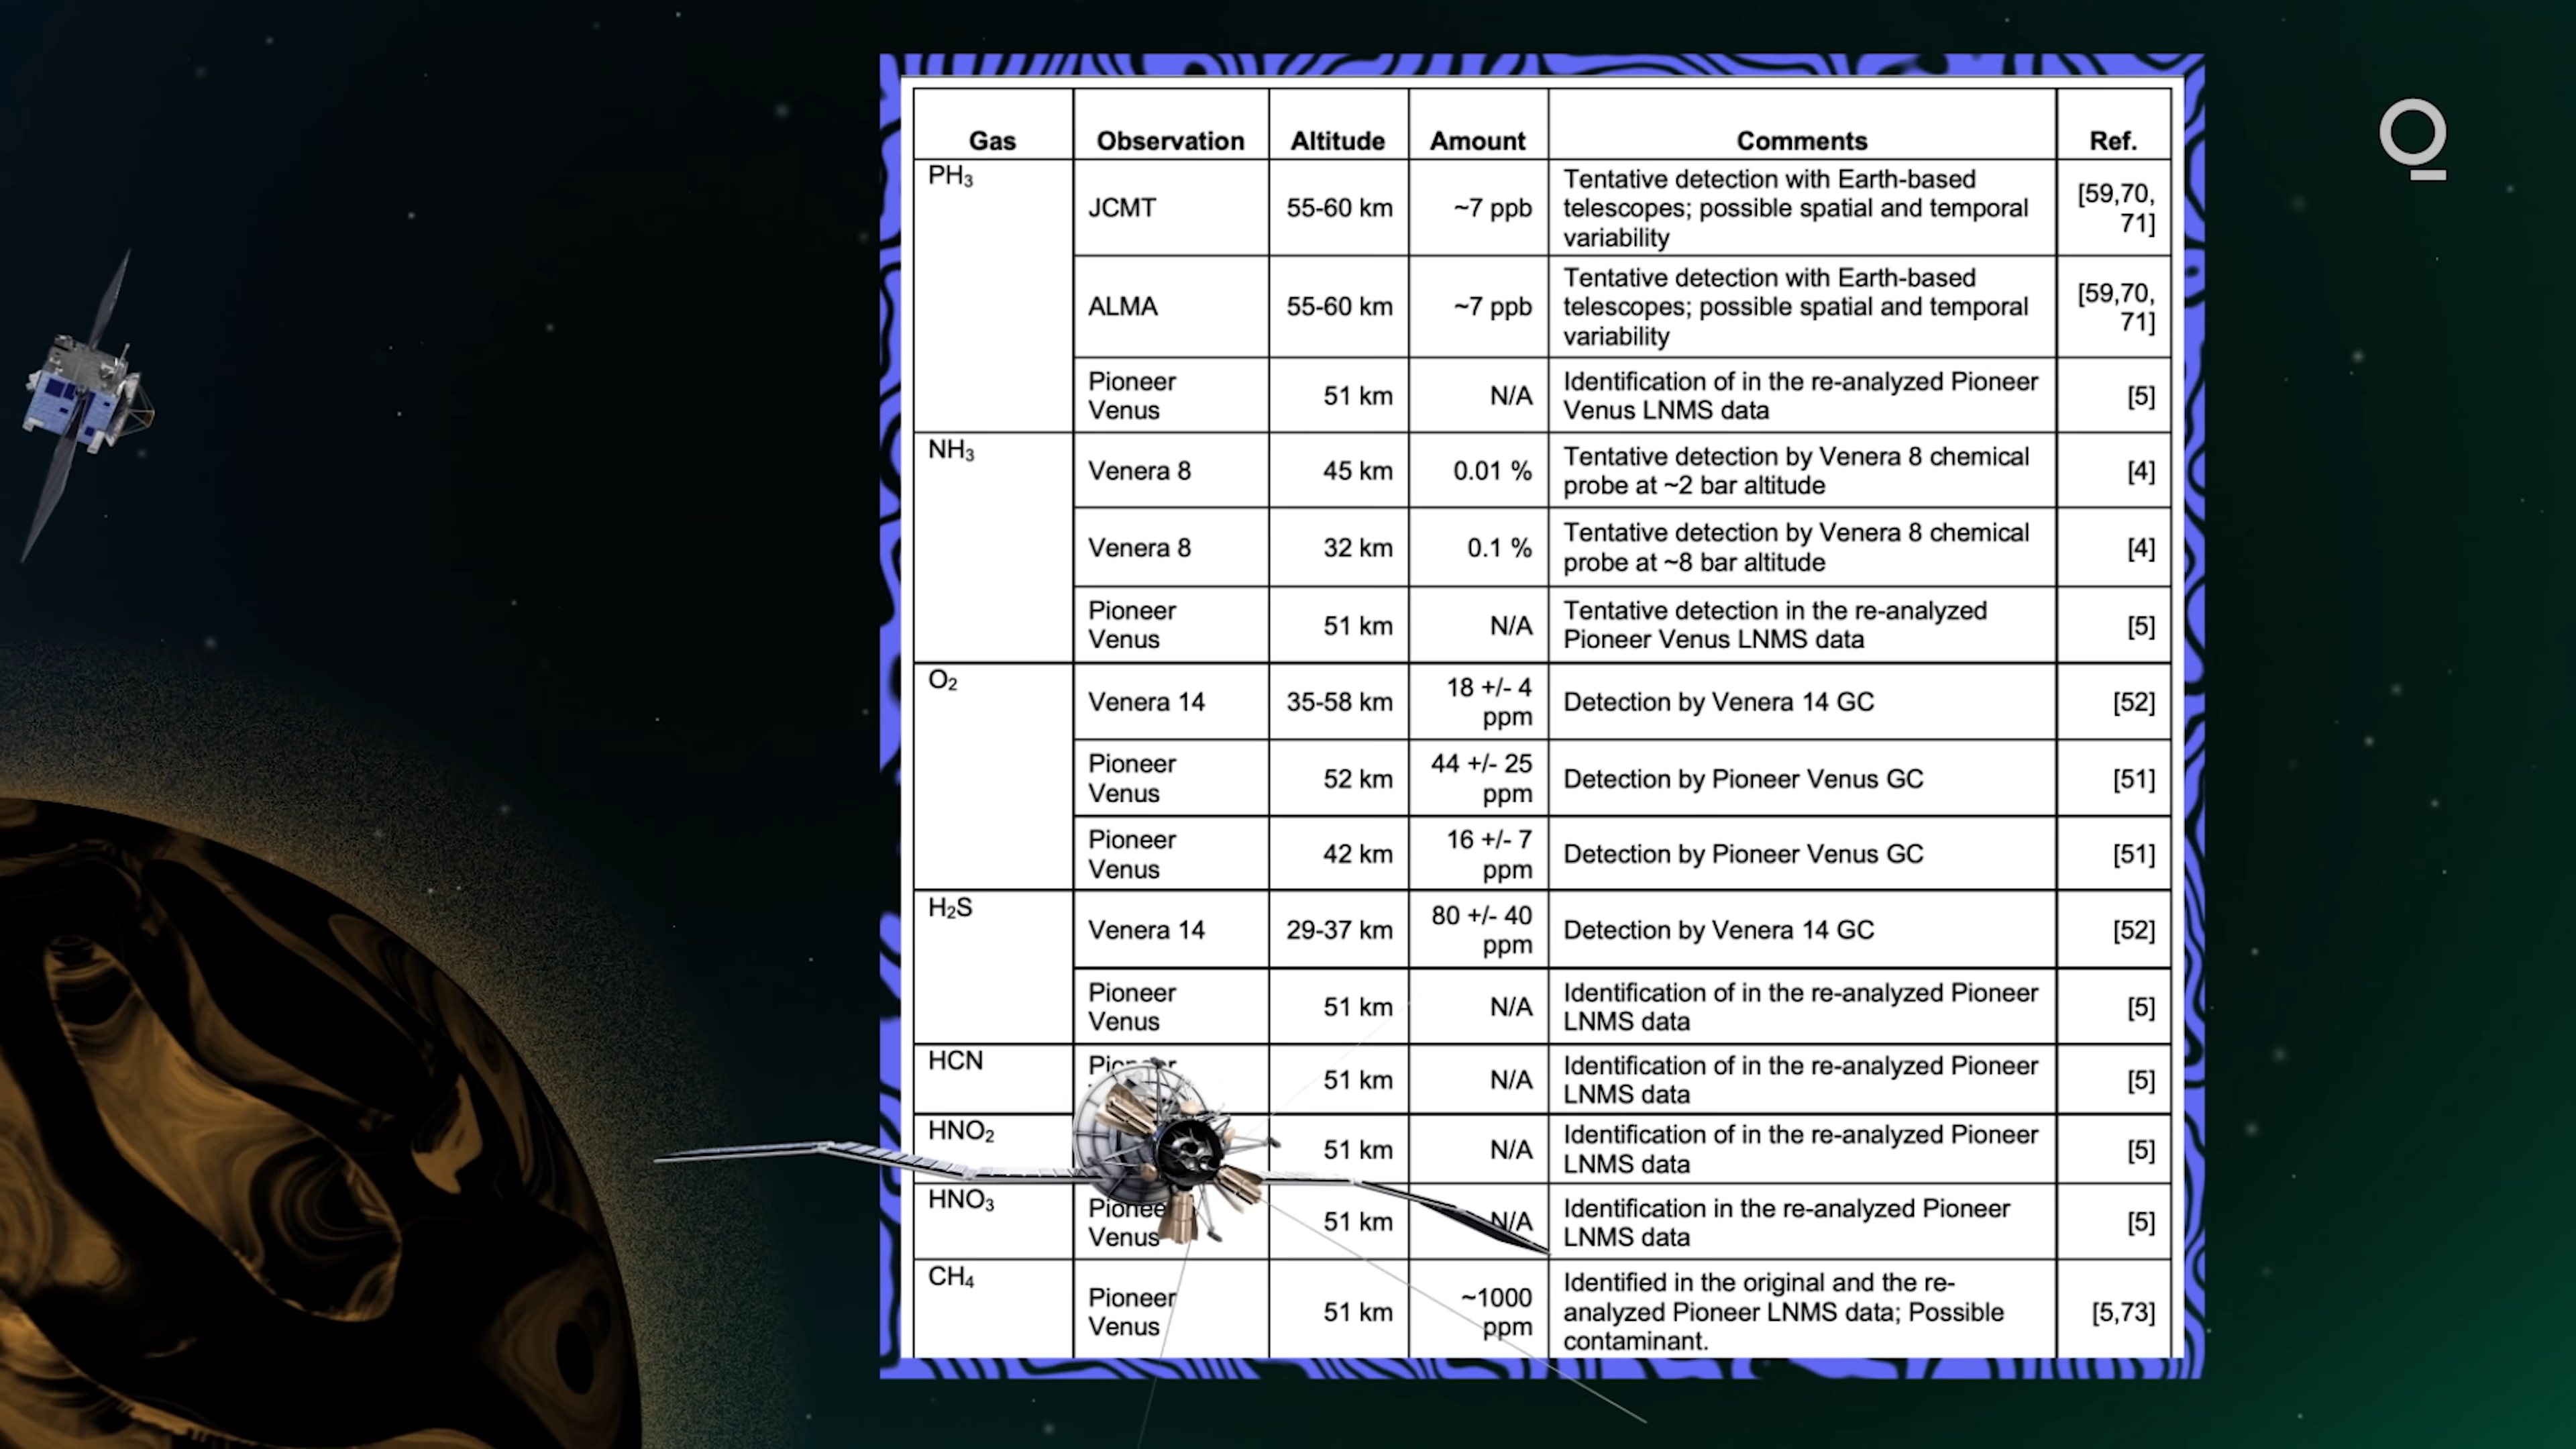 Gas Observation Altitude Amount Comments Ref.
PH₃
JCMT 55-60 km ~7 ppb Tentative detection with Earth-based
telescopes; possible spatial and temporal
variability
[59,70,
71]
ALMA 55-60 km ~7 ppb Tentative detection with Earth-based
telescopes; possible spatial and temporal
variability
[59,70,
71]
Pioneer
Venus
51 km N/A Identification of in the re-analyzed Pioneer
Venus LNMS data
[5]
NH₃
Venera 8 45 km 0.01 % Tentative detection by Venera 8 chemical
probe at ~2 bar altitude
[4]
Venera 8 32 km 0.1 % Tentative detection by Venera 8 chemical
probe at ~8 bar altitude
[4]
Pioneer
Venus
51 km N/A Tentative detection in the re-analyzed
Pioneer Venus LNMS data
[5]
O₂
Venera 14 35-58 km 18 +/- 4
ppm
Detection by Venera 14 GC [52]
Pioneer
Venus
52 km 44 +/- 25
ppm
Detection by Pioneer Venus GC [51]
Pioneer
Venus
42 km 16 +/- 7
ppm
Detection by Pioneer Venus GC [51]
H₂S
Venera 14 29-37 km 80 +/- 40
ppm
Detection by Venera 14 GC [52]
Pioneer
Venus
51 km N/A Identification of in the re-analyzed Pioneer
LNMS data
[5]
HCN
51 km N/A Identification of in the re-analyzed Pioneer
LNMS data
[5]
HNO₂
51 km N/A Identification of in the re-analyzed Pioneer
LNMS data
[5]
HNO₃
Venus
51 km N/A Identification in the re-analyzed Pioneer
LNMS data
[5]
CH₄
Pioneer
Venus
51 km ~1000
ppm
Identified in the original and the re-
analyzed Pioneer LNMS data; Possible
contaminant.
[5,73]